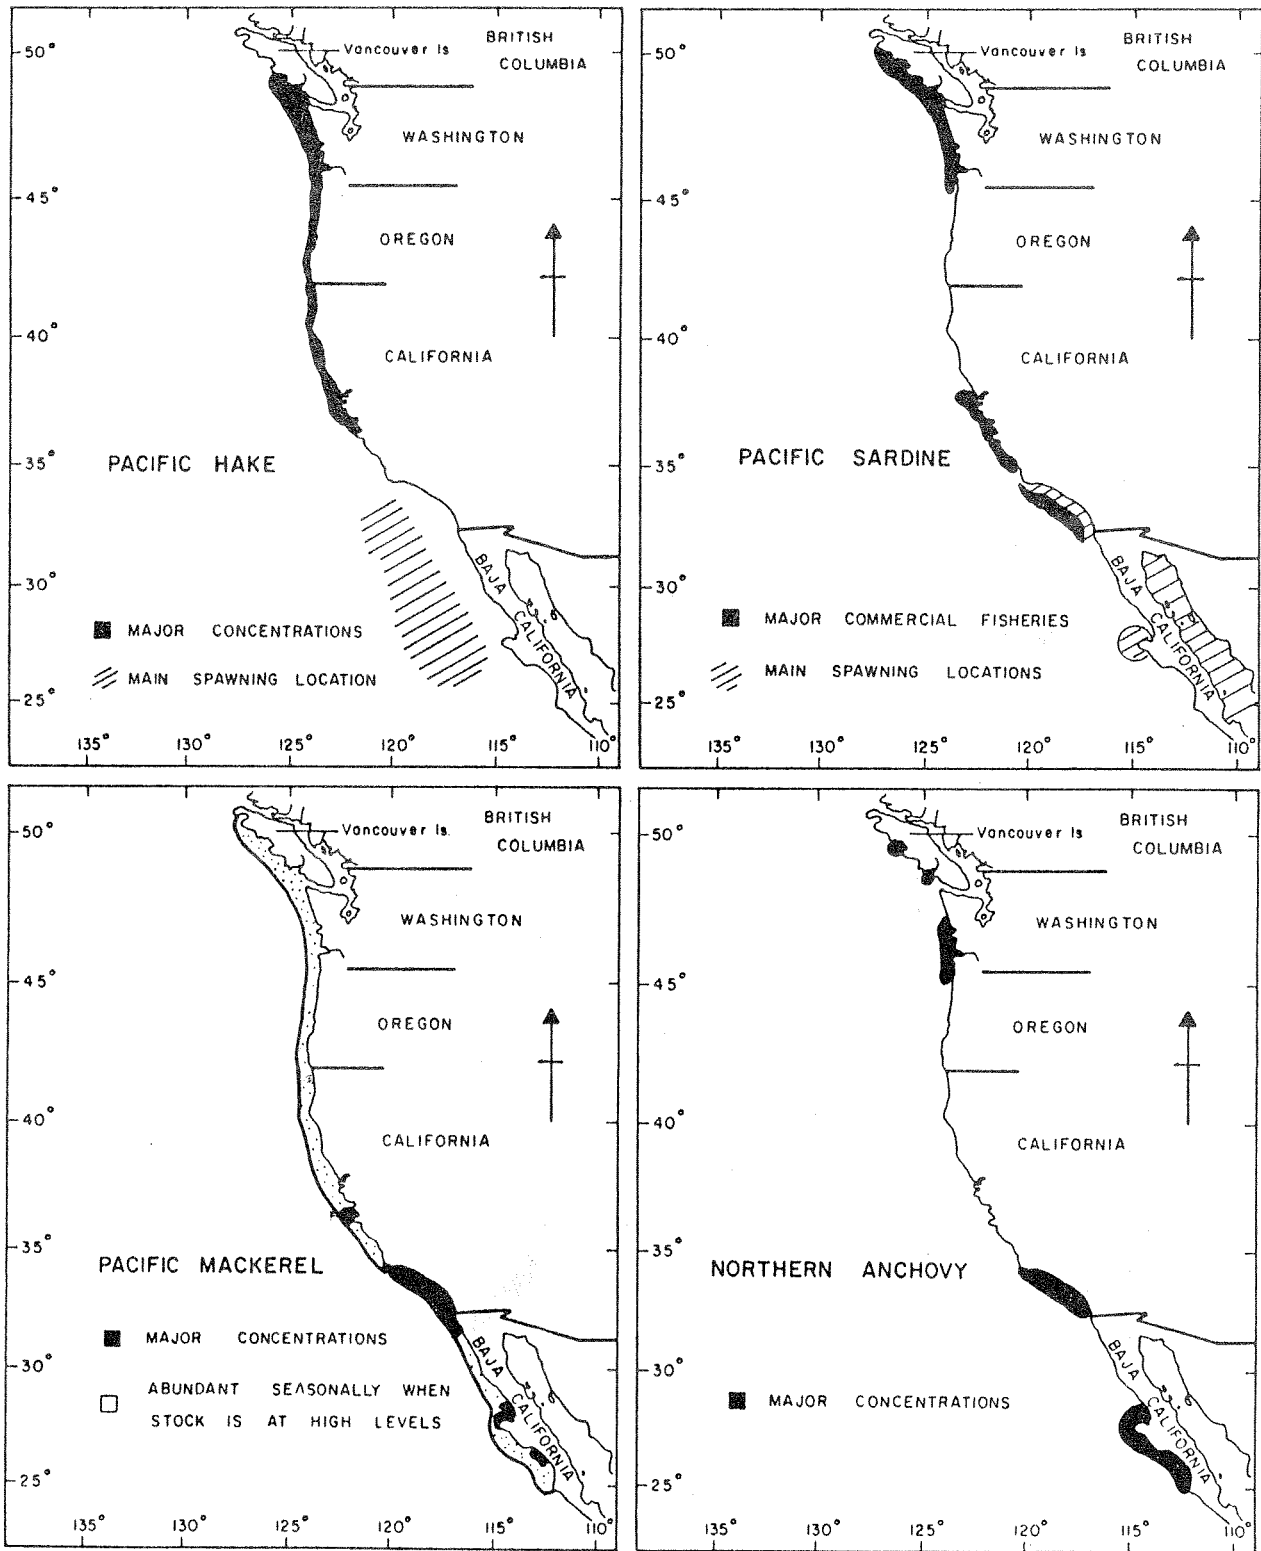 50°
Vancouver Is
BRITISH
COLUMBIA
WASHINGTON
45°
OREGON
40°
CALIFORNIA
35°
PACIFIC HAKE
30°
BAJA
CALIFORNIA
MAJOR CONCENTRATIONS
MAIN SPAWNING LOCATION
25°
135° 130° 125° 120° 115° 110°
50°
Vancouver Is
BRITISH
COLUMBIA
WASHINGTON
45°
OREGON
40°
CALIFORNIA
PACIFIC SARDINE
35°
30°
BAJA
CALIFORNIA
MAJOR COMMERCIAL FISHERIES
MAIN SPAWNING LOCATIONS
25°
135° 130° 125° 120° 115° 110°
50°
Vancouver Is.
BRITISH
COLUMBIA
WASHINGTON
45°
OREGON
40°
CALIFORNIA
35°
PACIFIC MACKEREL
MAJOR CONCENTRATIONS
30°
BAJA
CALIFORNIA
ABUNDANT SEASONALLY WHEN
STOCK IS AT HIGH LEVELS
25°
135° 130° 125° 120° 115° 110°
50°
Vancouver Is
BRITISH
COLUMBIA
WASHINGTON
45°
OREGON
40°
CALIFORNIA
35°
NORTHERN ANCHOVY
30°
BAJA
CALIFORNIA
MAJOR CONCENTRATIONS
25°
135° 130° 125° 120° 115° 110°